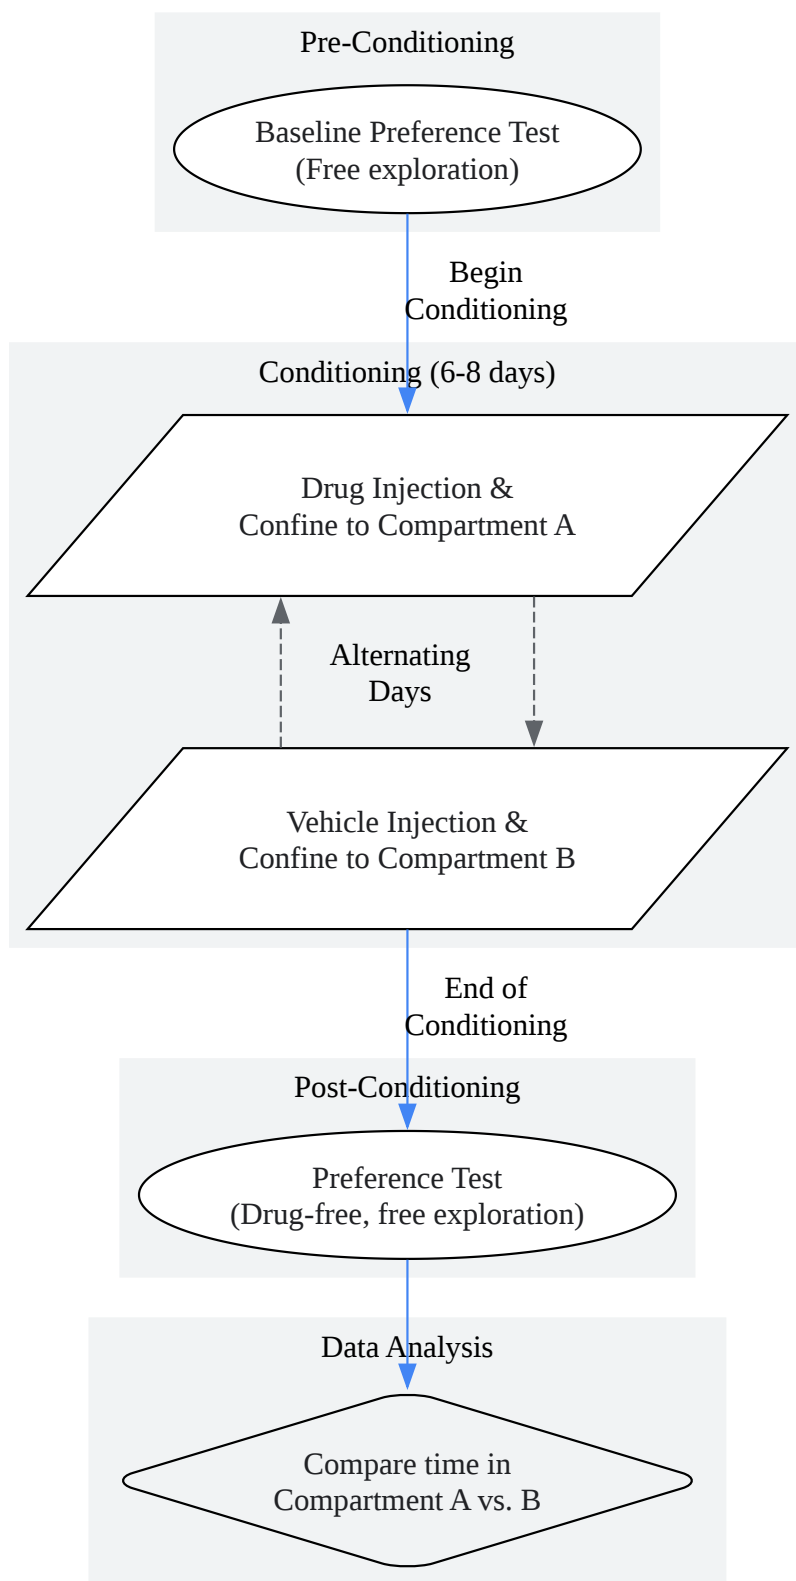 Pre-Conditioning
Baseline Preference Test
(Free exploration)
Begin
Conditioning
Conditioning (6-8 days)
Drug Injection &
Confine to Compartment A
Alternating
Days
Vehicle Injection &
Confine to Compartment B
End of
Conditioning
Post-Conditioning
Preference Test
(Drug-free, free exploration)
Data Analysis
Compare time in
Compartment A vs. B